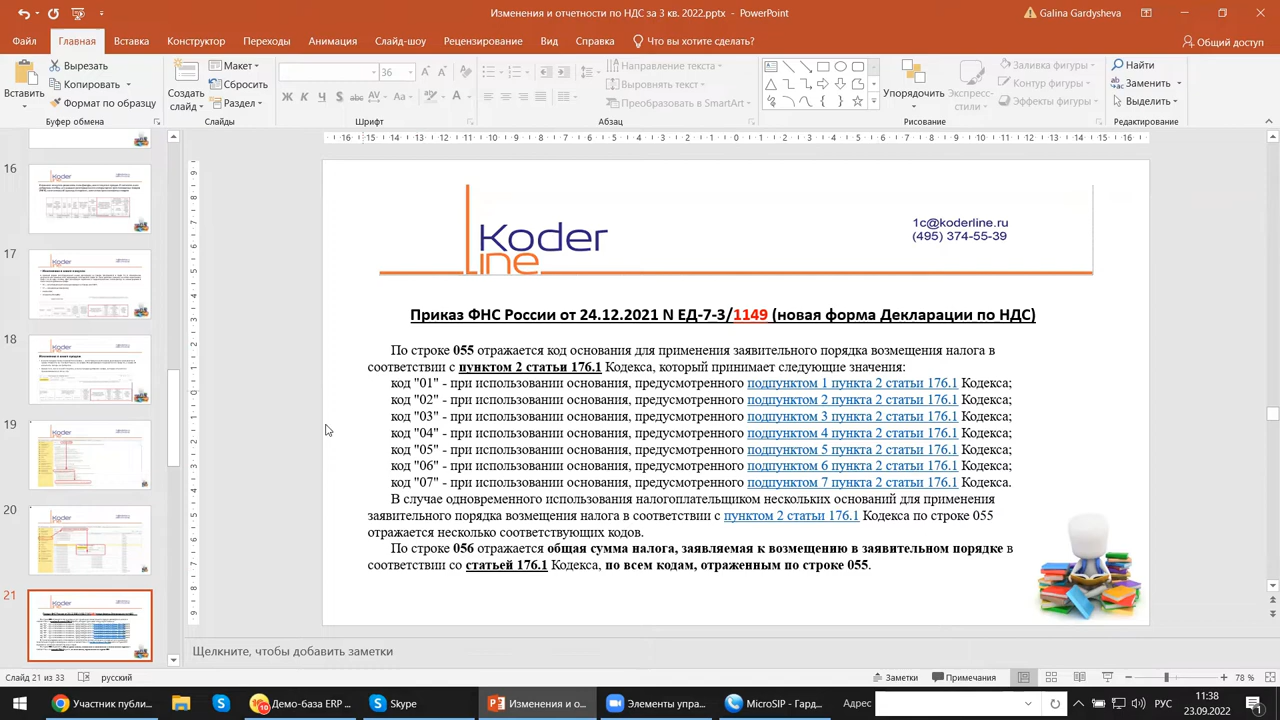 Изменения и о... НДС за 3 кв. 2022.pptx - PowerPoint
Galina Gardysheva
Файл Главная Вставка Конструктор Переходы Анимация Слайд-шоу Рецензирование Вид Справка Что вы хотите сделать? Общий доступ
Вставить
Вырезать
Копировать
Формат по образцу
Буфер обмена
Создать слайд
Макет
Сбросить
Раздел
Слайды
36
Ж К Ч S abc AV Aa A
Шрифт
Направление текста
Выровнять текст
Преобразовать в SmartArt
Абзац
Упорядочить
Экспресс-стили
Заливка фигуры
Контур фигуры
Эффекты фигуры
Рисование
Найти
Заменить
Выделить
Редактирование
16
17
18
19
20
21
Koder
line
1c@koderline.ru
(495) 374-55-39
Приказ ФНС России от 24.12.2021 N ЕД-7-3/1149 (новая форма Декларации по НДС)
По строке 055 отражается код основания для применения заявительного порядка возмещения налога в
соответствии с пунктом 2 статьи 176.1 Кодекса, который принимает следующие значения:
код "01" - при использовании основания, предусмотренного подпунктом 1 пункта 2 статьи 176.1 Кодекса;
код "02" - при использовании основания, предусмотренного подпунктом 2 пункта 2 статьи 176.1 Кодекса;
код "03" - при использовании основания, предусмотренного подпунктом 3 пункта 2 статьи 176.1 Кодекса;
код "04" - при использовании основания, предусмотренного подпунктом 4 пункта 2 статьи 176.1 Кодекса;
код "05" - при использовании основания, предусмотренного подпунктом 5 пункта 2 статьи 176.1 Кодекса;
код "06" - при использовании основания, предусмотренного подпунктом 6 пункта 2 статьи 176.1 Кодекса;
код "07" - при использовании основания, предусмотренного подпунктом 7 пункта 2 статьи 176.1 Кодекса.
В случае одновременного использования налогоплательщиком нескольких оснований для применения
заявительного порядка возмещения налога в соответствии с пунктом 2 статьи 176.1 Кодекса по строке 055
отражается несколько соответствующих кодов.
По строке 056 отражается общая сумма налога, заявляемая к возмещению в заявительном порядке в
соответствии со статьей 176.1 Кодекса, по всем кодам, отраженным по строке 055.
Щелкните, чтобы добавить заметки
Слайд 21 из 33 русский Заметки Примечания 78 %
Участник публи... Демо-база ERP ... Skype Изменения и о... Элементы упра... MicroSIP - Гард... Адрес РУС 11:38
23.09.2022